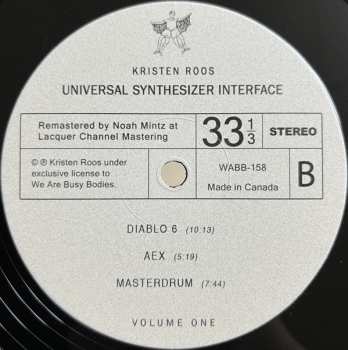 KRISTEN ROOS
UNIVERSAL SYNTHESIZER INTERFACE
Remastered by Noah Mintz at
Lacquer Channel Mastering
33 1/3
STEREO
© ℗ Kristen Roos under
exclusive license to
We Are Busy Bodies.
WABB-158
Made in Canada
B
DIABLO 6 (10:13)
AEX (5:19)
MASTERDRUM (7:44)
VOLUME ONE